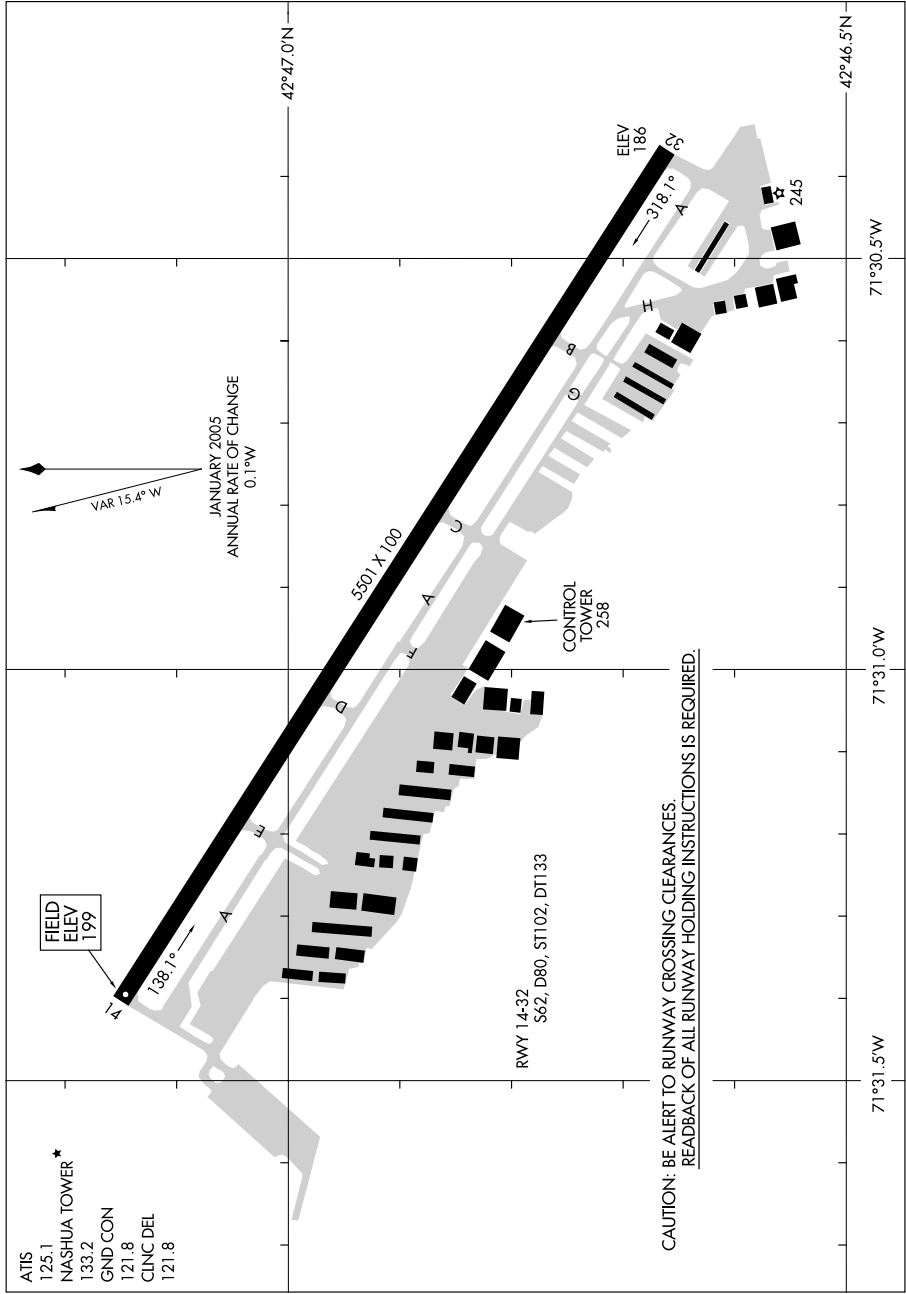 ATIS
125.1
NASHUA TOWER★
133.2
GND CON
121.8
CLNC DEL
121.8
FIELD
ELEV
199
14
138.1°
VAR 15.4° W
JANUARY 2005
ANNUAL RATE OF CHANGE
0.1°W
42°47.0'N
42°46.5'N
A
E
D
5501 X 100
F
A
C
G
B
H
A
318.1°
32
ELEV
186
245
CONTROL
TOWER
258
RWY 14-32
S62, D80, ST102, DT133
CAUTION: BE ALERT TO RUNWAY CROSSING CLEARANCES.
READBACK OF ALL RUNWAY HOLDING INSTRUCTIONS IS REQUIRED.
71°31.5'W
71°31.0'W
71°30.5'W